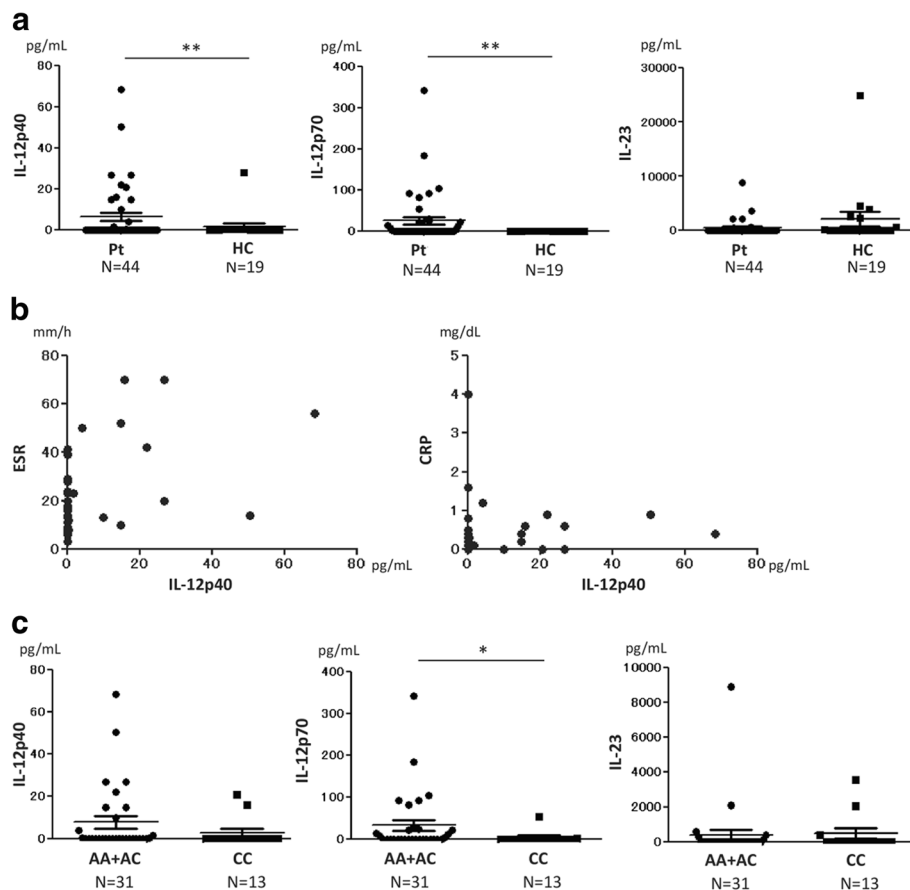 a
pg/mL
**
80
60
40
20
0
IL-12p40
Pt
HC
N=44
N=19
pg/mL
**
400
300
200
100
0
IL-12p70
Pt
HC
N=44
N=19
pg/mL
30000
20000
10000
0
IL-23
Pt
HC
N=44
N=19
b
mm/h
80
60
40
20
0
ESR
0
20
40
60
80
pg/mL
IL-12p40
mg/dL
5
4
3
2
1
0
CRP
0
20
40
60
80
pg/mL
IL-12p40
c
pg/mL
80
60
40
20
0
IL-12p40
AA+AC
CC
N=31
N=13
pg/mL
*
400
300
200
100
0
IL-12p70
AA+AC
CC
N=31
N=13
pg/mL
10000
8000
6000
4000
2000
0
IL-23
AA+AC
CC
N=31
N=13